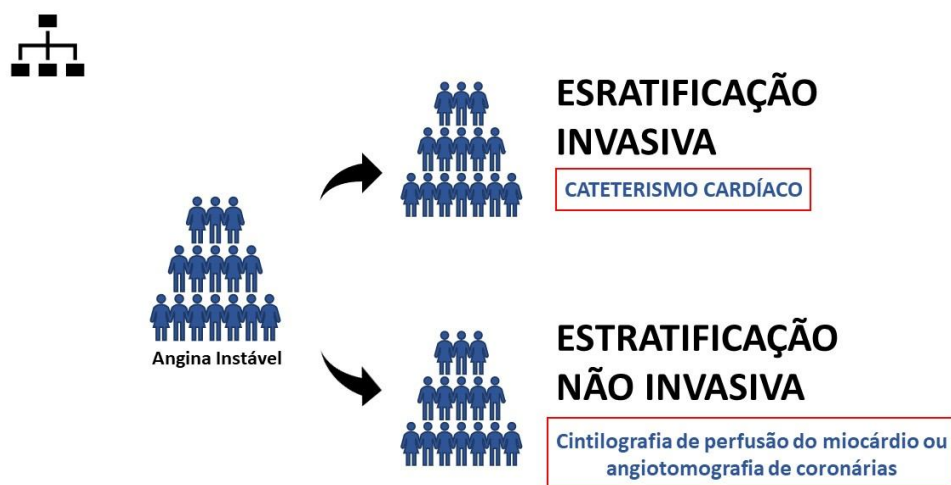 ESRATIFICAÇÃO
INVASIVA
CATETERISMO CARDÍACO
Angina Instável
ESTRATIFICAÇÃO
NÃO INVASIVA
Cintilografia de perfusão do miocárdio ou
angiotomografia de coronárias